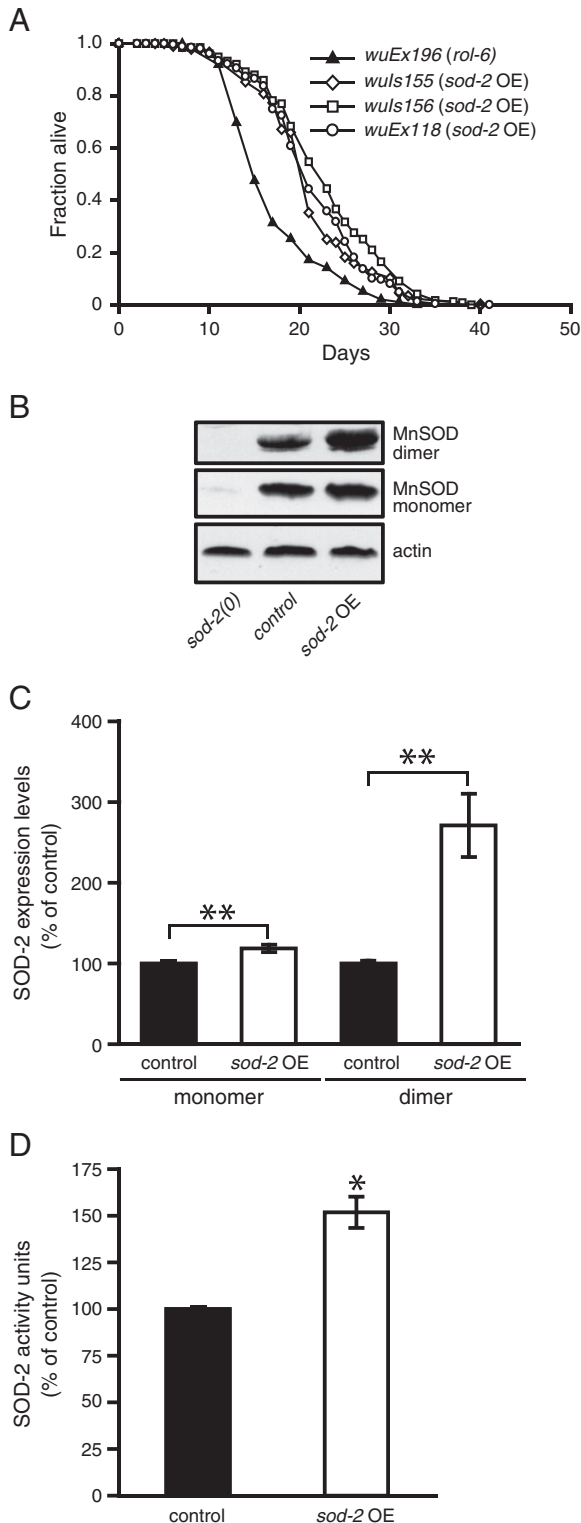 A
Fraction alive
1.0
0.8
0.6
0.4
0.2
0
0 10 20 30 40 50
Days
wuEx196 (rol-6)
wuIs155 (sod-2 OE)
wuIs156 (sod-2 OE)
wuEx118 (sod-2 OE)
B
MnSOD
dimer
MnSOD
monomer
actin
sod-2(0) control sod-2 OE
C
SOD-2 expression levels
(% of control)
400
300
200
100
0
**
**
control sod-2 OE control sod-2 OE
monomer dimer
D
SOD-2 activity units
(% of control)
175
150
125
100
75
50
25
0
*
control sod-2 OE